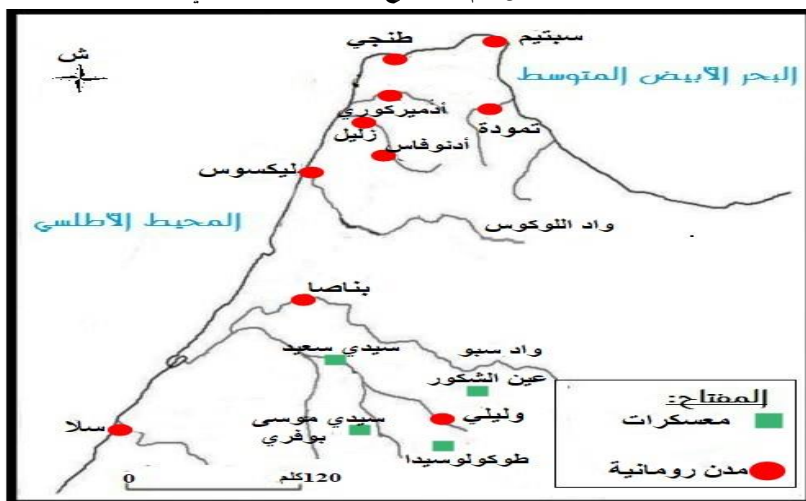 سبتيم
طنجي
ش
البحر الأبيض المتوسط
أدميركوري
تمودة
زليل
أدنوفاس
ليكسوس
المحيط الأطلسي
واد اللوكوس
بناصا
سيدي سعيد
واد سبو
عين الشكور
المفتاح:
معسكرات
وليلي
سيدي موسى
بوفري
سلا
طوكولوسيدا
مدن رومانية
0
120كلم